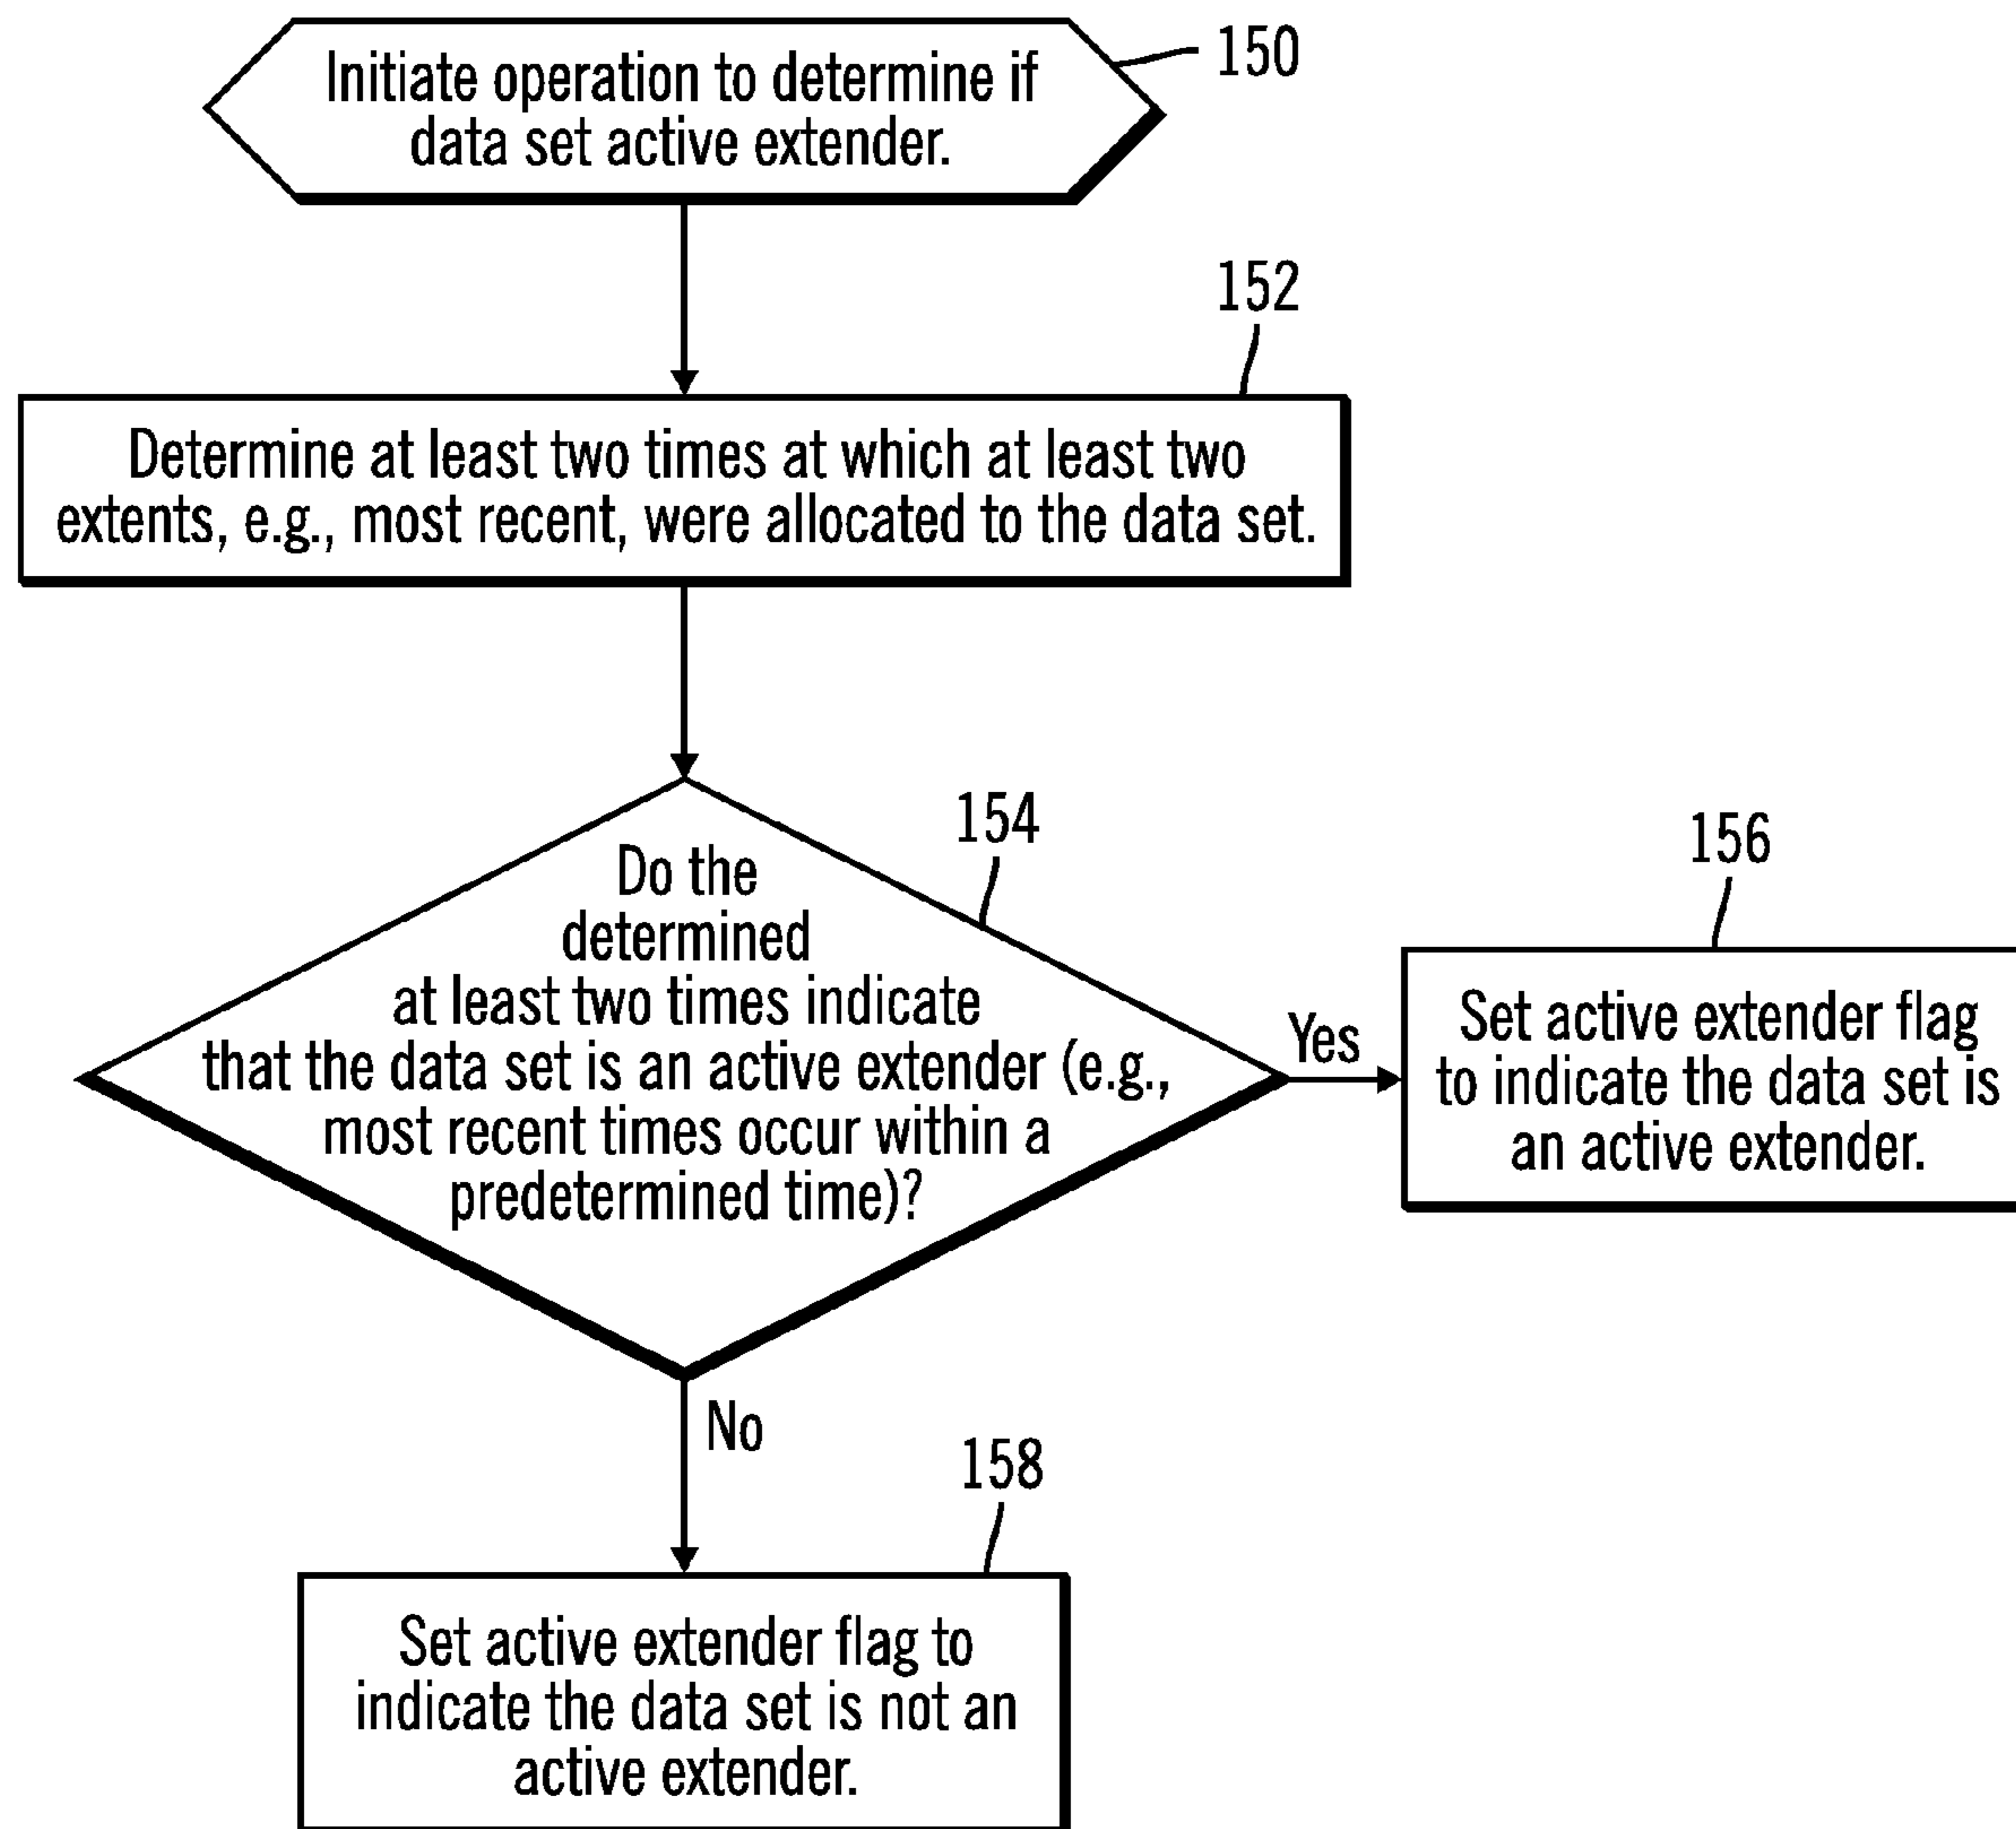 Initiate operation to determine if
data set active extender.
150
152
Determine at least two times at which at least two
extents, e.g., most recent, were allocated to the data set.
154
Do the
determined
at least two times indicate
that the data set is an active extender (e.g.,
most recent times occur within a
predetermined time)?
Yes
156
Set active extender flag
to indicate the data set is
an active extender.
No
158
Set active extender flag to
indicate the data set is not an
active extender.